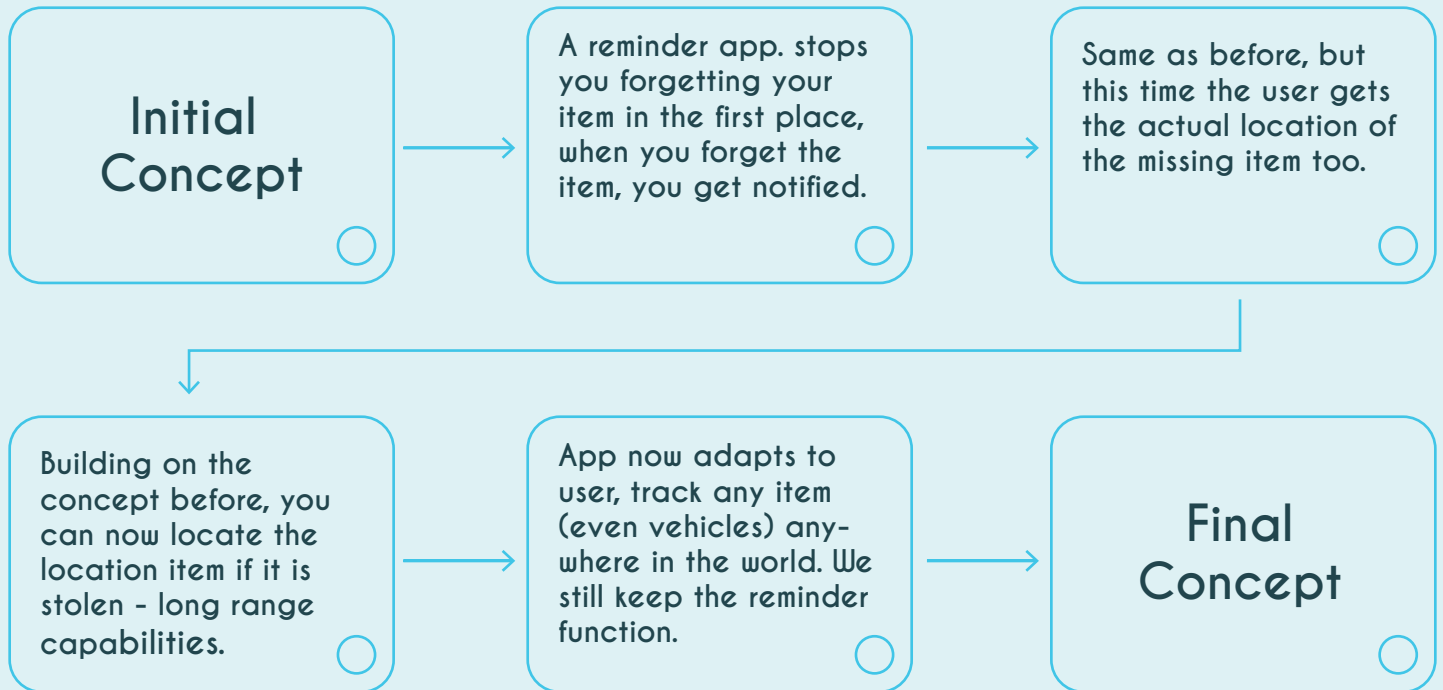 Initial
Concept
A reminder app. stops
you forgetting your
item in the first place,
when you forget the
item, you get notified.
Same as before, but
this time the user gets
the actual location of
the missing item too.
Building on the
concept before, you
can now locate the
location item if it is
stolen - long range
capabilities.
App now adapts to
user, track any item
(even vehicles) any-
where in the world. We
still keep the reminder
function.
Final
Concept